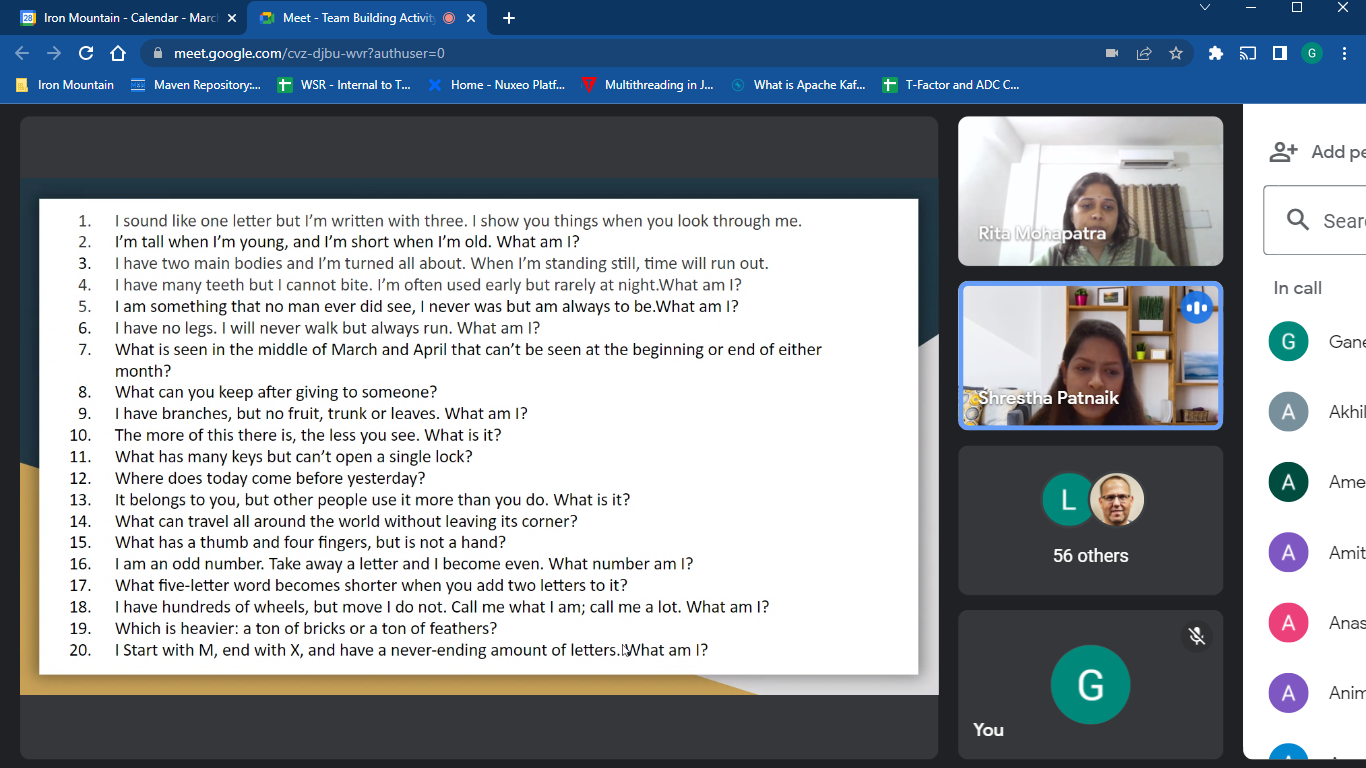 28 Iron Mountain - Calendar - Marc
Meet - Team Building Activity
meet.google.com/cvz-djbu-wvr?authuser=0
G
Iron Mountain
Maven Repository:...
WSR - Internal to T...
Home - Nuxeo Platf...
Multithreading in J...
What is Apache Kaf...
T-Factor and ADC C...
1. I sound like one letter but I'm written with three. I show you things when you look through me.
2. I'm tall when I'm young, and I'm short when I'm old. What am I?
3. I have two main bodies and I'm turned all about. When I'm standing still, time will run out.
4. I have many teeth but I cannot bite. I'm often used early but rarely at night.What am I?
5. I am something that no man ever did see, I never was but am always to be.What am I?
6. I have no legs. I will never walk but always run. What am I?
7. What is seen in the middle of March and April that can't be seen at the beginning or end of either
month?
8. What can you keep after giving to someone?
9. I have branches, but no fruit, trunk or leaves. What am I?
10. The more of this there is, the less you see. What is it?
11. What has many keys but can't open a single lock?
12. Where does today come before yesterday?
13. It belongs to you, but other people use it more than you do. What is it?
14. What can travel all around the world without leaving its corner?
15. What has a thumb and four fingers, but is not a hand?
16. I am an odd number. Take away a letter and I become even. What number am I?
17. What five-letter word becomes shorter when you add two letters to it?
18. I have hundreds of wheels, but move I do not. Call me what I am; call me a lot. What am I?
19. Which is heavier: a ton of bricks or a ton of feathers?
20. I Start with M, end with X, and have a never-ending amount of letters. What am I?
Rita Mohapatra
Shrestha Patnaik
L
56 others
G
You
Add pe
Sear
In call
G Gane
A Akhil
A Ame
A Amit
A Anas
A Anim